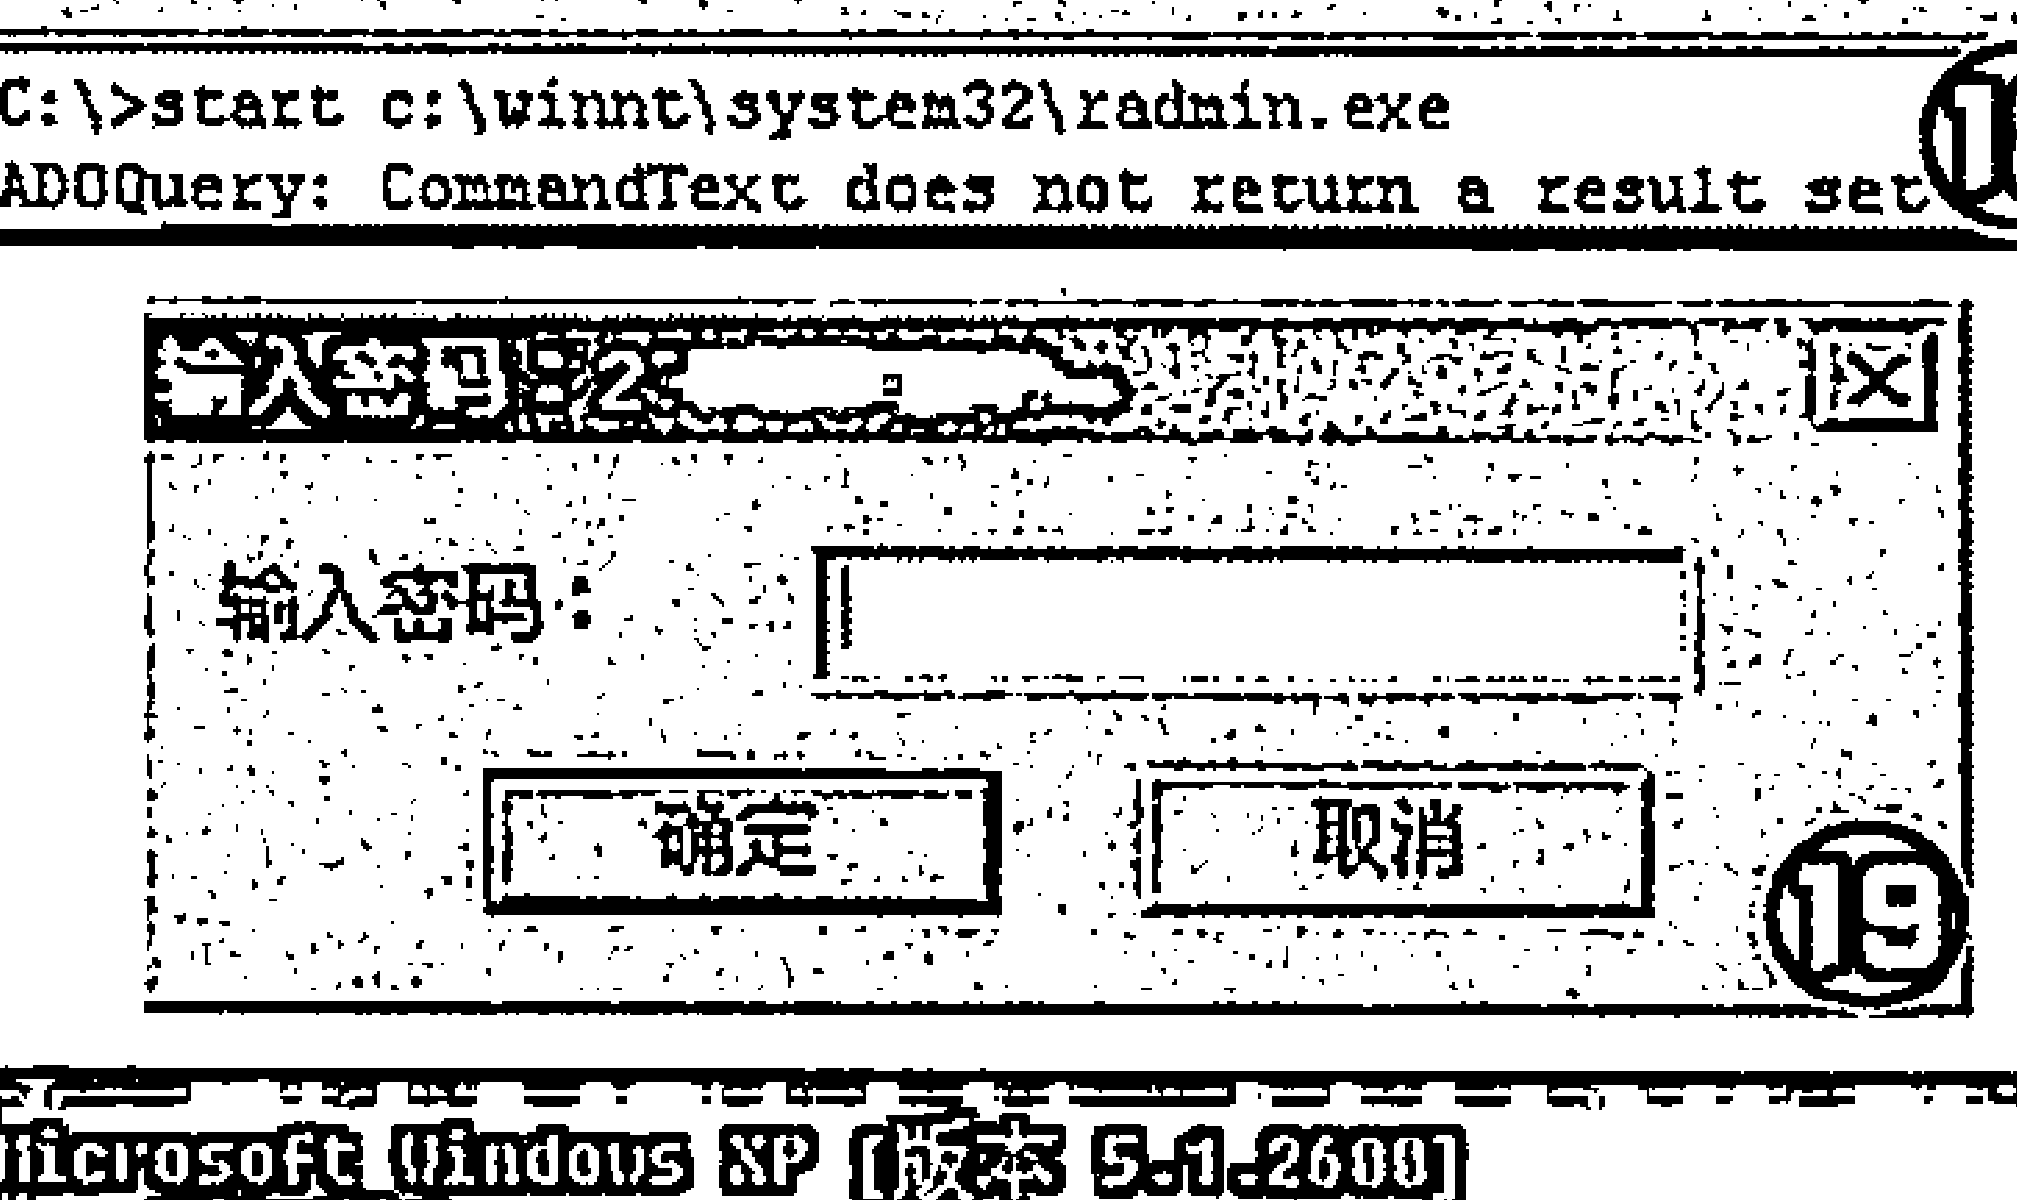 C:\>start c:\winnt\system32\radmin.exe
ADOQuery: CommandText does not return a result set
输入密码:2
输入密码:
确定 取消
19
Microsoft Windows XP [版本 5.1.2600]